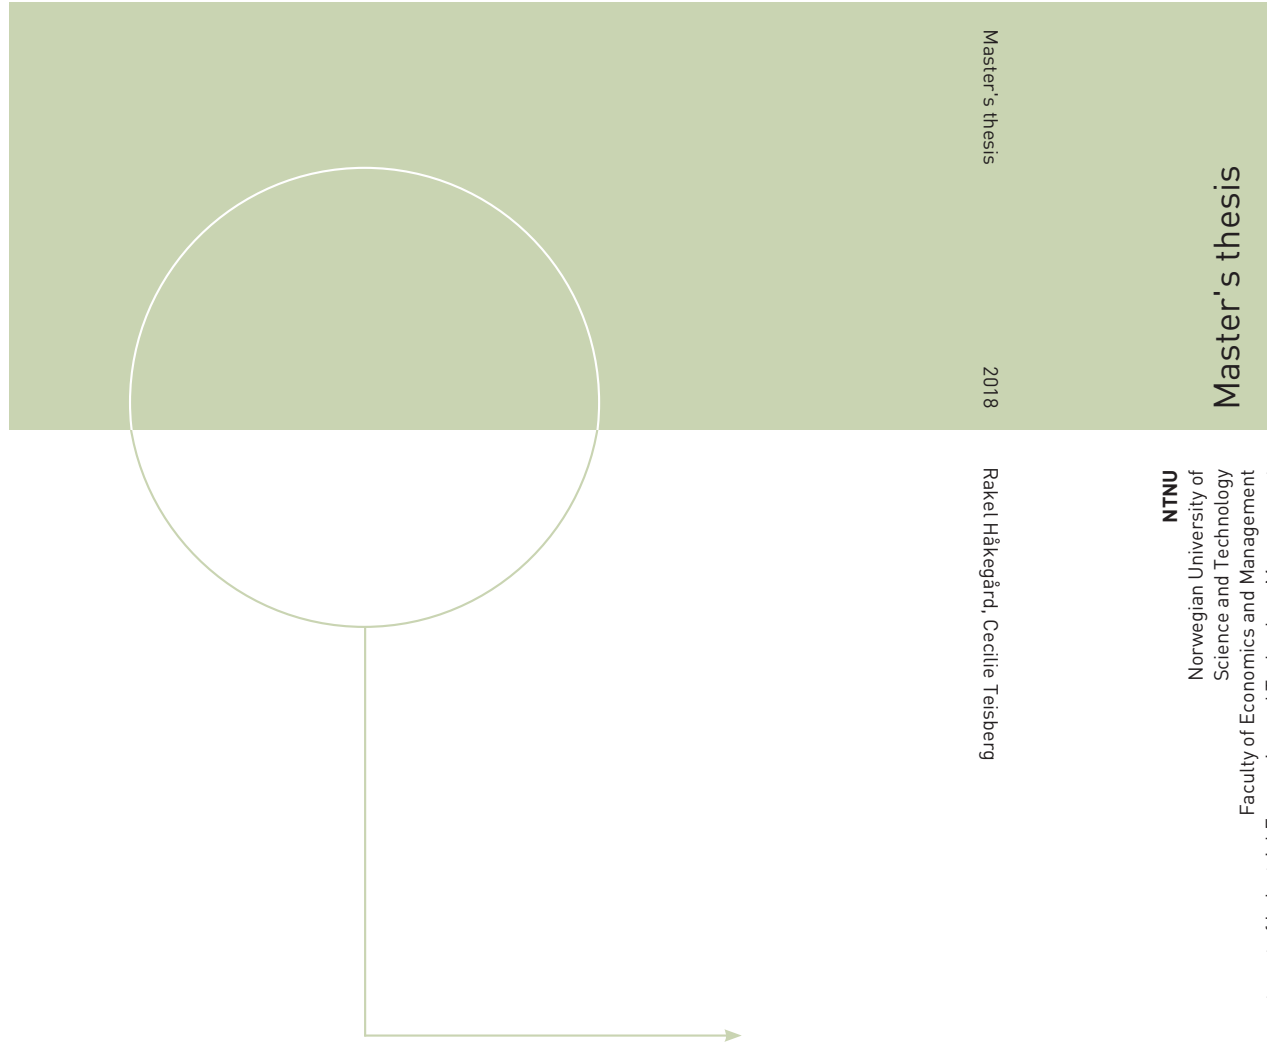 Master's thesis
2018
Rakel Håkegård, Cecilie Teisberg
Master's thesis
NTNU
Norwegian University of
Science and Technology
Faculty of Economics and Management